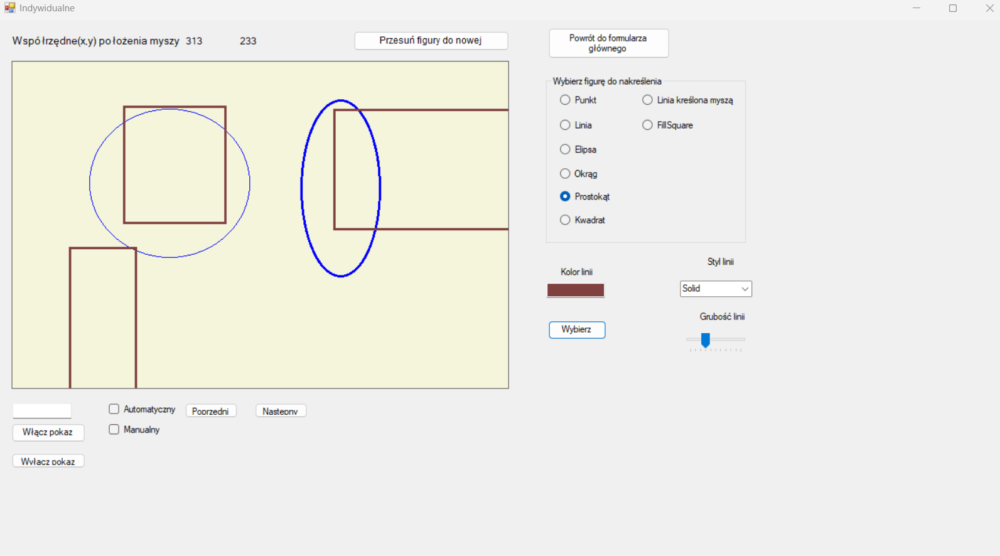 Indywidualne
Współrzędne(x,y) położenia myszy 313 233
Przesuń figury do nowej
Powrót do formularza
głównego
Wybierz figurę do nakreślenia
Punkt
Linia kreślona myszą
Linia
FillSquare
Elipsa
Okrąg
Prostokąt
Kwadrat
Styl linii
Kolor linii
Solid
Grubość linii
Wybierz
Automatyczny
Poprzedni
Następny
Manualny
Włącz pokaz
Wyłącz pokaz